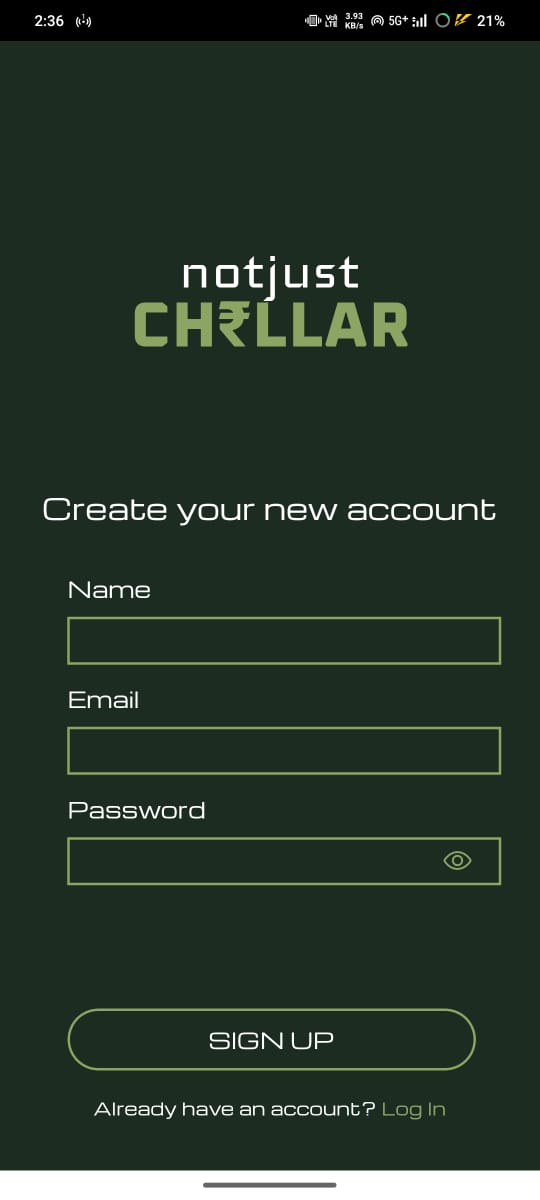 2:36 Vo) LTE 3.93 KB/s 5G+ 21%
notjust
CH₹LLAR
Create your new account
Name
Email
Password
SIGN UP
Already have an account? Log In